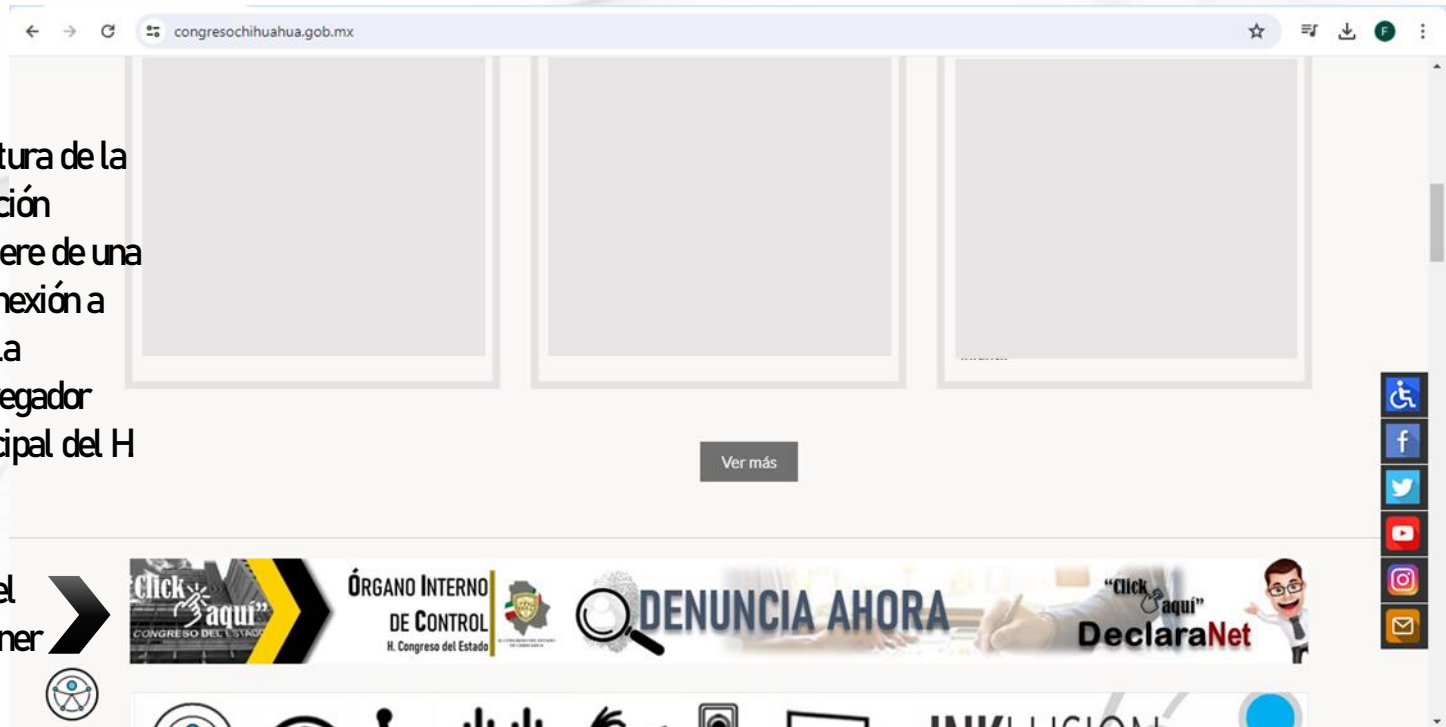 congresochihuahua.gob.mx
F
tura de la
ción
ere de una
nexión a
la
egador
cipal del H
Ver más
el
ner
"Click
aquí"
CONGRESO DEL ESTADO
ÓRGANO INTERNO
DE CONTROL
H. Congreso del Estado
DENUNCIA AHORA
"Click
aquí"
DeclaraNet